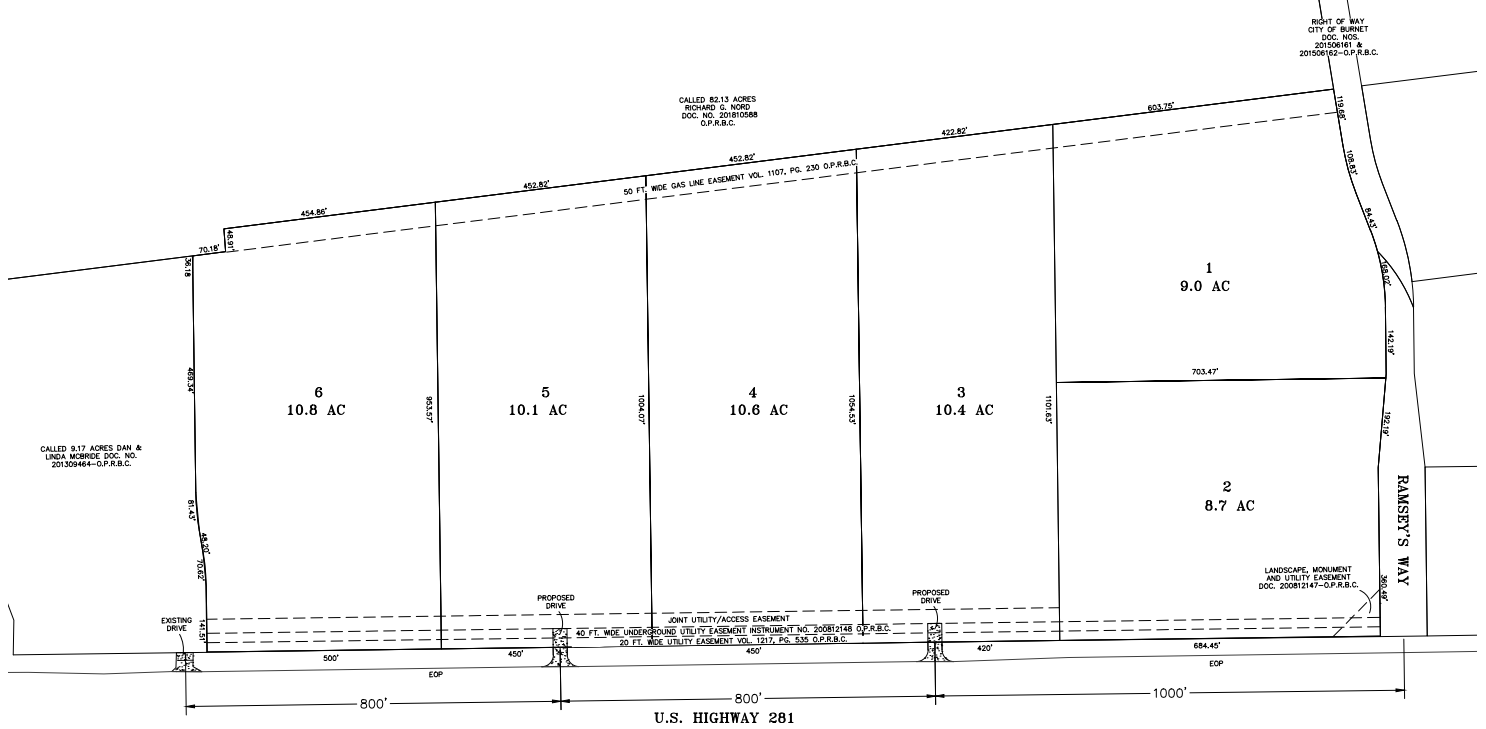 RIGHT OF WAY
CITY OF BURNET
DOC. NOS.
201506161 &
201506162-O.P.R.B.C.
CALLED 82.13 ACRES
RICHARD G. NORD
DOC. NO. 201810588
O.P.R.B.C.
603.75'
119.68'
422.82'
452.82'
452.82'
454.86'
50 FT. WIDE GAS LINE EASEMENT VOL. 1107, PG. 230 O.P.R.B.C.
108.83'
84.43'
48.91'
70.18'
36.18
168.02'
1
9.0 AC
142.19'
703.47'
469.34'
6
10.8 AC
953.57'
5
10.1 AC
1004.07'
4
10.6 AC
1054.53'
3
10.4 AC
1101.63'
192.19'
CALLED 9.17 ACRES DAN &
LINDA MCBRIDE DOC. NO.
201309464-O.P.R.B.C.
2
8.7 AC
RAMSEY'S WAY
81.43'
48.20'
70.62'
LANDSCAPE, MONUMENT
AND UTILITY EASEMENT
DOC. 200812147-O.P.R.B.C.
360.49'
EXISTING
DRIVE
141.51'
PROPOSED
DRIVE
PROPOSED
DRIVE
JOINT UTILITY/ACCESS EASEMENT
40 FT. WIDE UNDERGROUND UTILITY EASEMENT INSTRUMENT NO. 200812148 O.P.R.B.C.
20 FT. WIDE UTILITY EASEMENT VOL. 1217, PG. 535 O.P.R.B.C.
500'
450'
450'
420'
684.45'
EOP
EOP
800'
800'
1000'
U.S. HIGHWAY 281